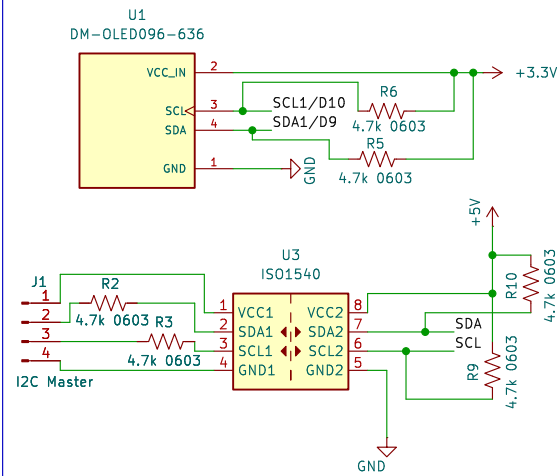 U1
DM-OLED096-636
VCC_IN 2
+3.3V
SCL 3
SCL1/D10
R6
4.7k 0603
SDA 4
SDA1/D9
R5
4.7k 0603
GND 1
GND
+5V
U3
ISO1540
J1
1
2
3
4
I2C Master
R2
4.7k 0603
R3
4.7k 0603
1 VCC1 VCC2 8
2 SDA1 SDA2 7
3 SCL1 SCL2 6
4 GND1 GND2 5
SDA
SCL
R10
4.7k 0603
R9
4.7k 0603
GND